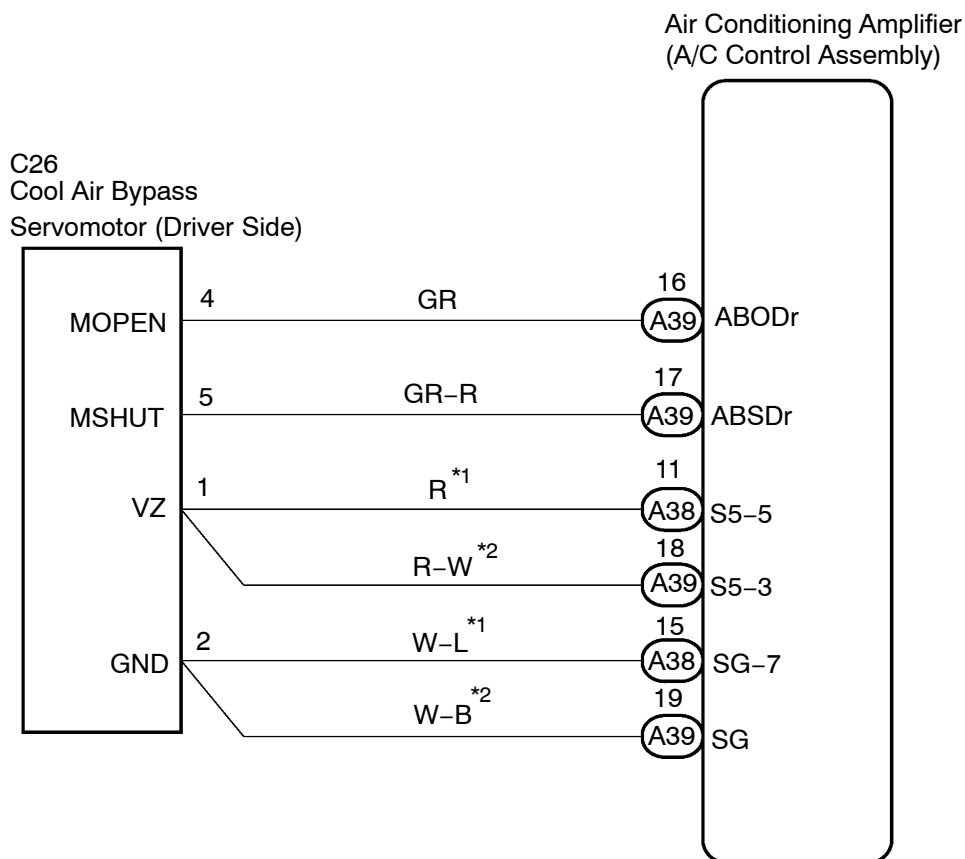 Air Conditioning Amplifier
(A/C Control Assembly)
C26
Cool Air Bypass
Servomotor (Driver Side)
MOPEN 4 GR 16 A39 ABODr
MSHUT 5 GR−R 17 A39 ABSDr
VZ 1 R *1 11 A38 S5−5
R−W *2 18 A39 S5−3
GND 2 W−L *1 15 A38 SG−7
W−B *2 19 A39 SG